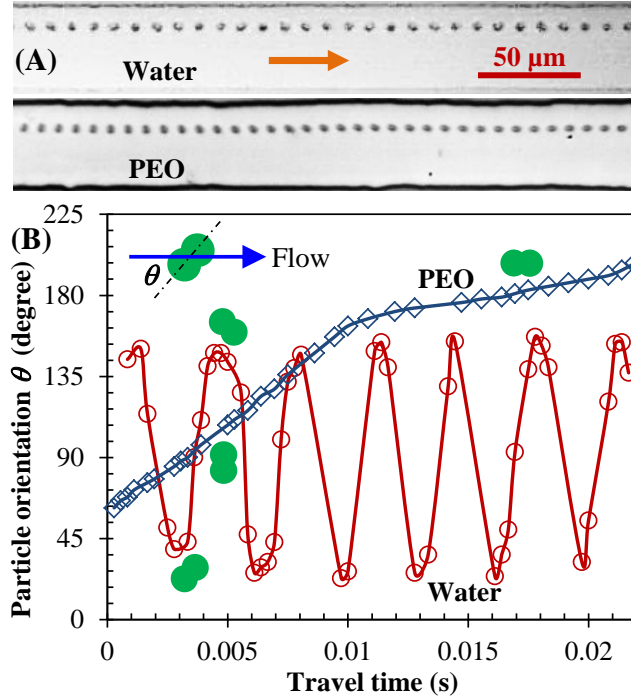 (A)
Water
50 µm
PEO
(B)
225
180
135
90
45
0
Particle orientation θ (degree)
θ
Flow
PEO
Water
0
0.005
0.01
0.015
0.02
Travel time (s)